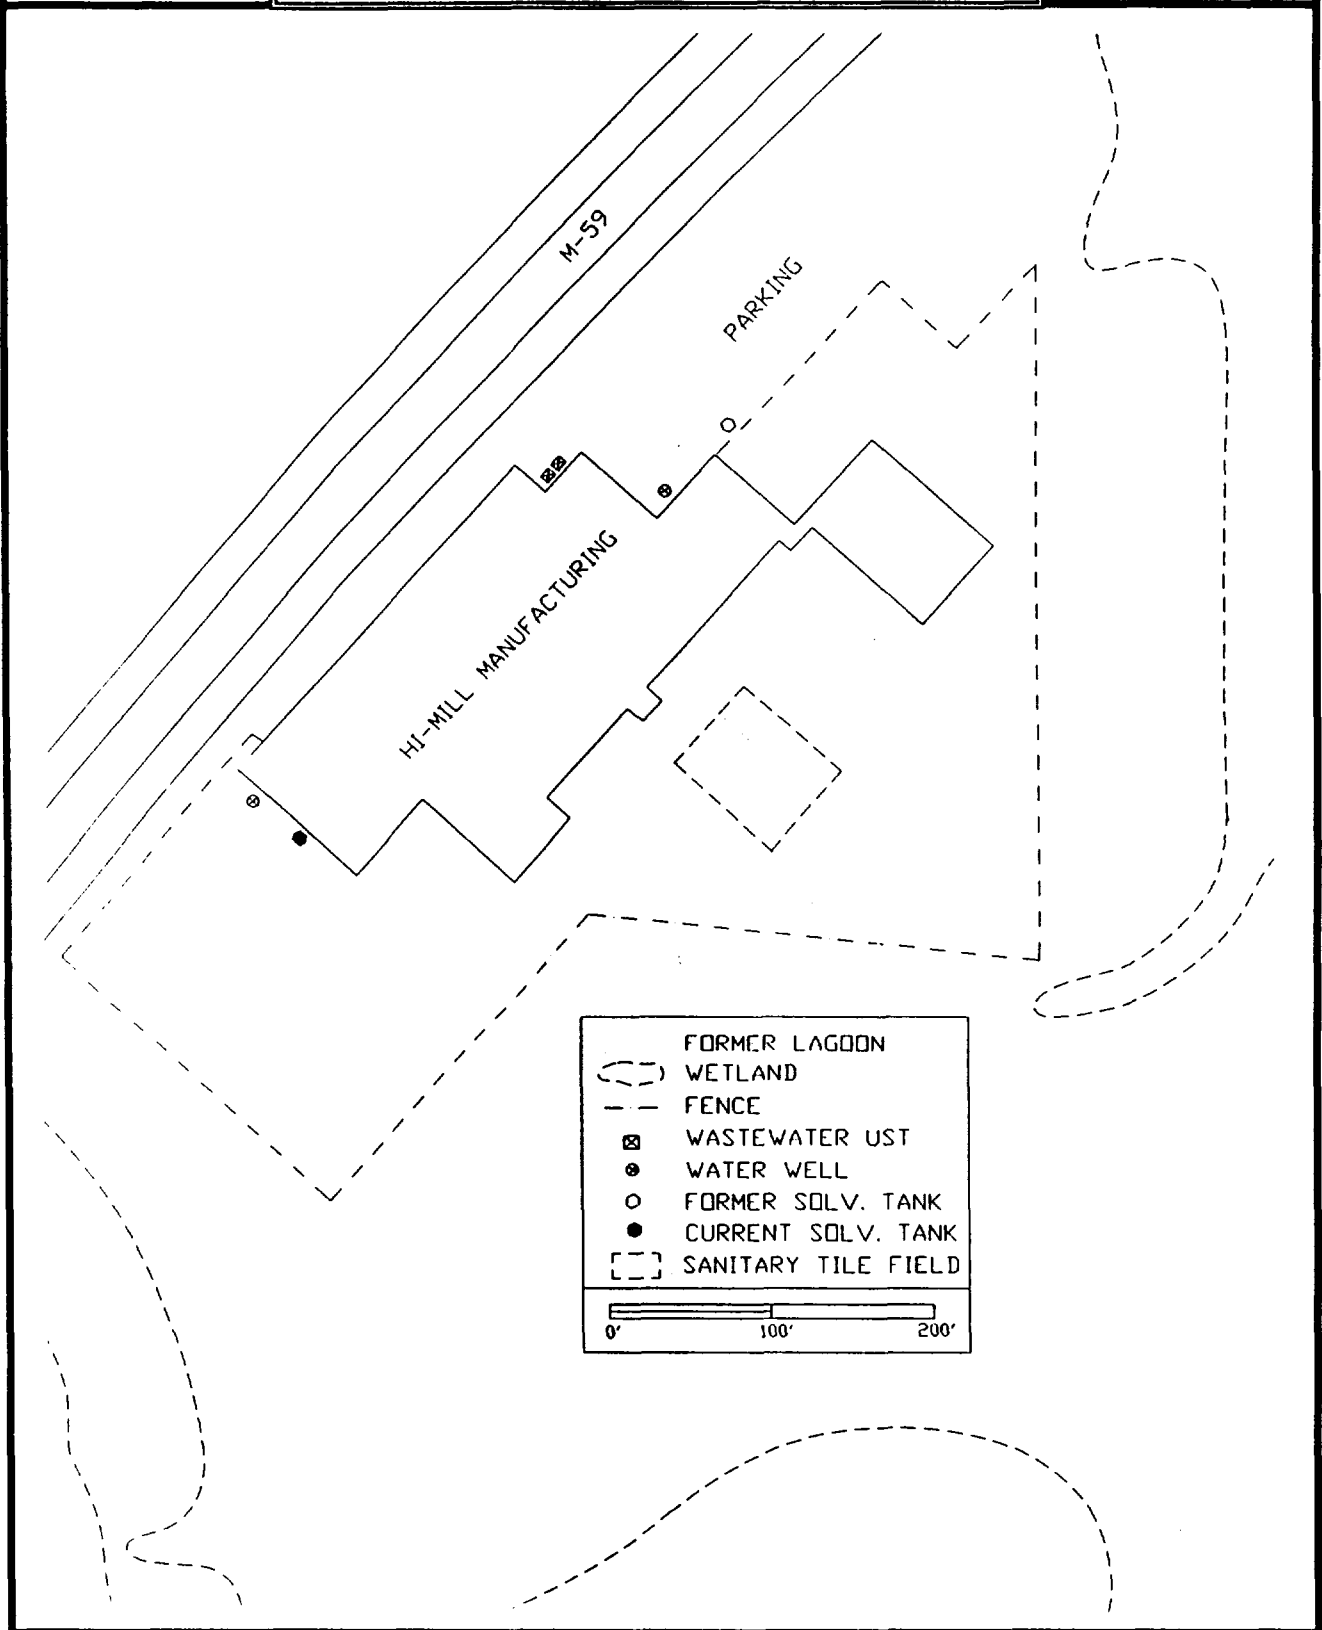 M-59
PARKING
HI-MILL MANUFACTURING
FORMER LAGOON
WETLAND
FENCE
WASTEWATER UST
WATER WELL
FORMER SOLV. TANK
CURRENT SOLV. TANK
SANITARY TILE FIELD
0' 100' 200'